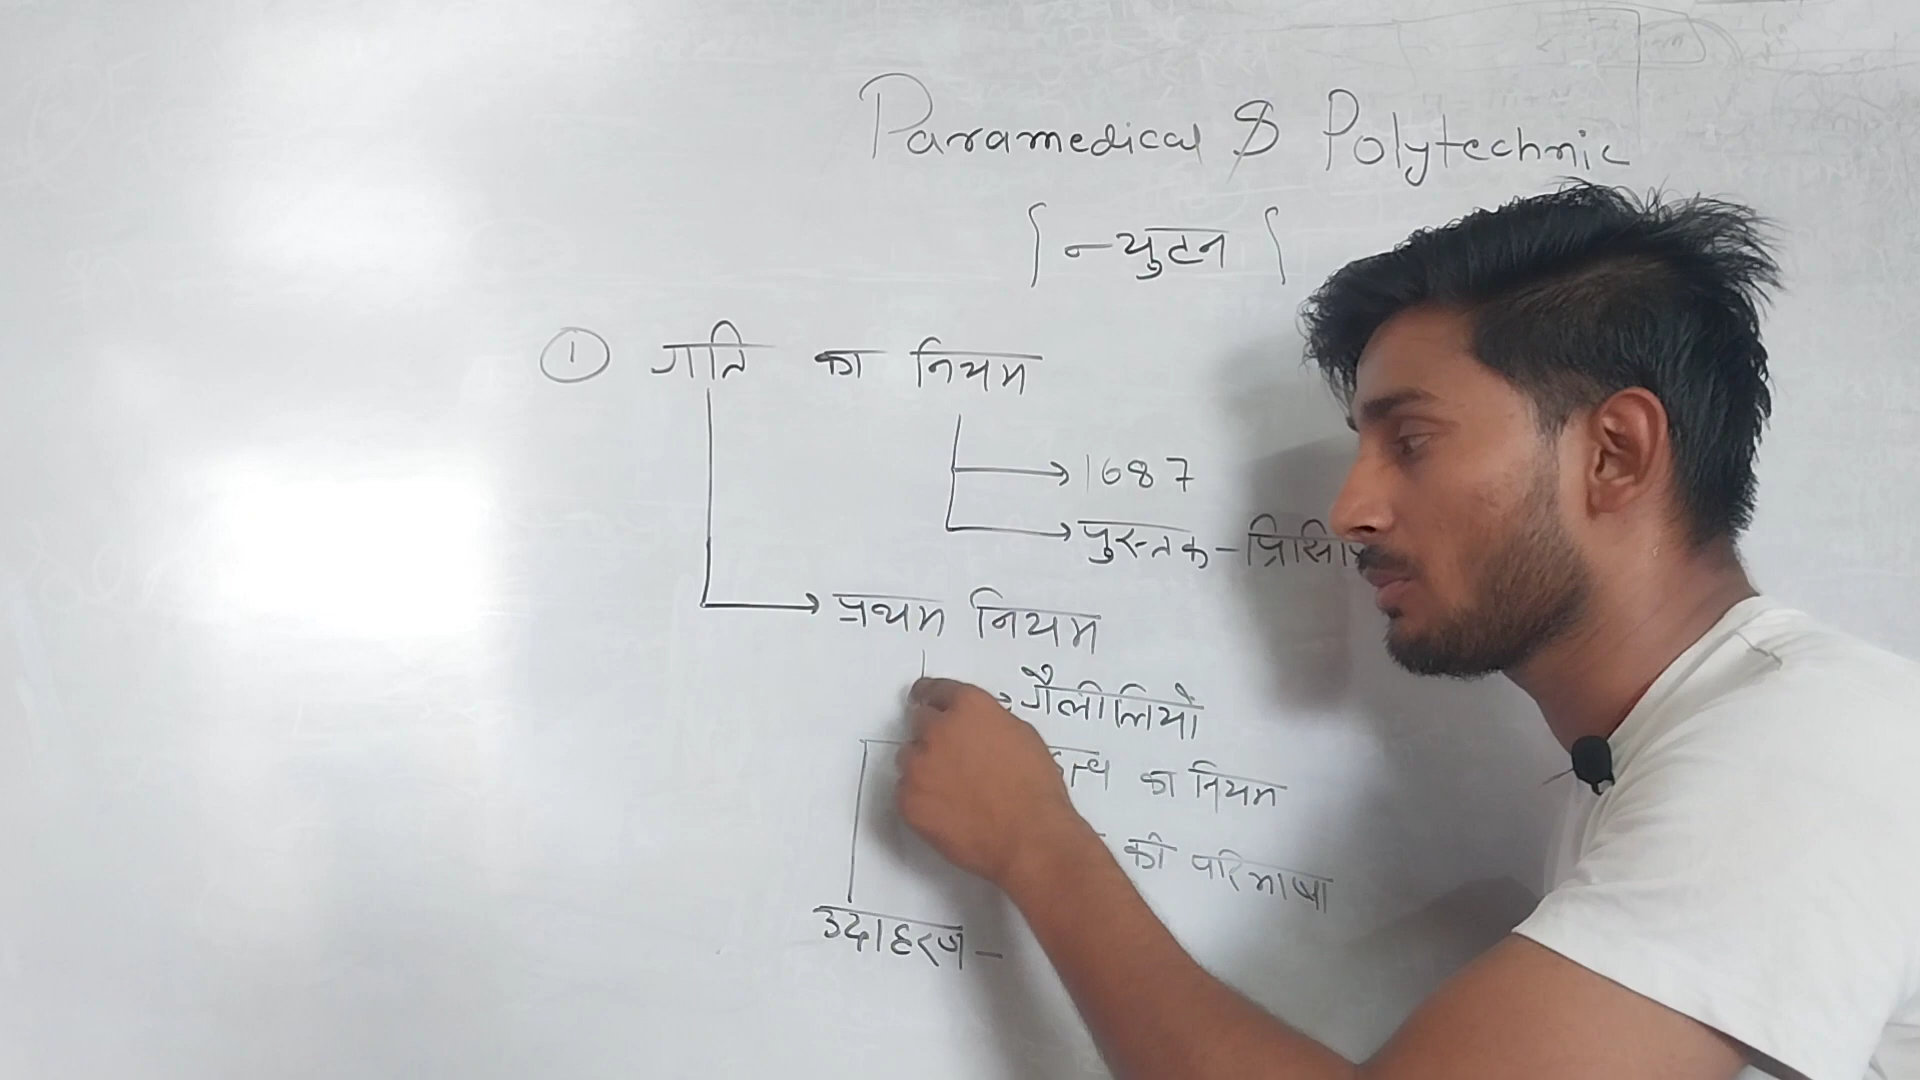 Paramedical & Polytechnic
{न्युटन}
① गति का नियम
→ 1687
→ पुस्तक - प्रिंसि
→ प्रथम नियम
→ गैलीलियो
का नियम
की परिभाषा
उदाहरण -